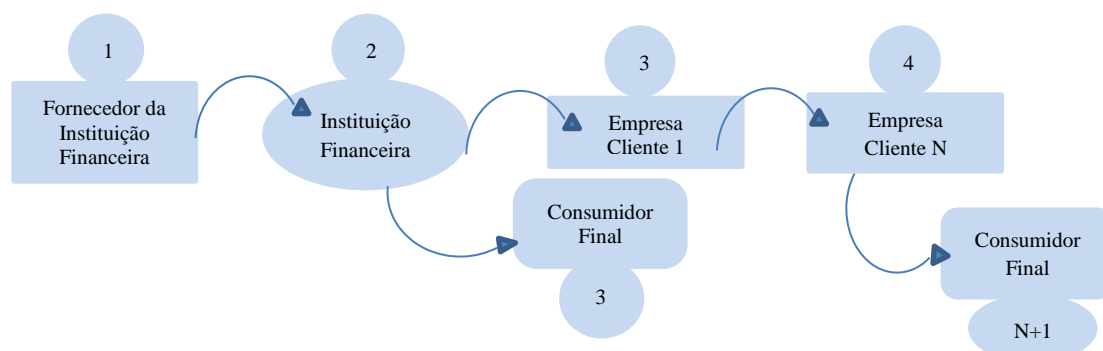 1
Fornecedor da
Instituição
Financeira
2
Instituição
Financeira
3
Empresa
Cliente 1
4
Empresa
Cliente N
Consumidor
Final
3
Consumidor
Final
N+1